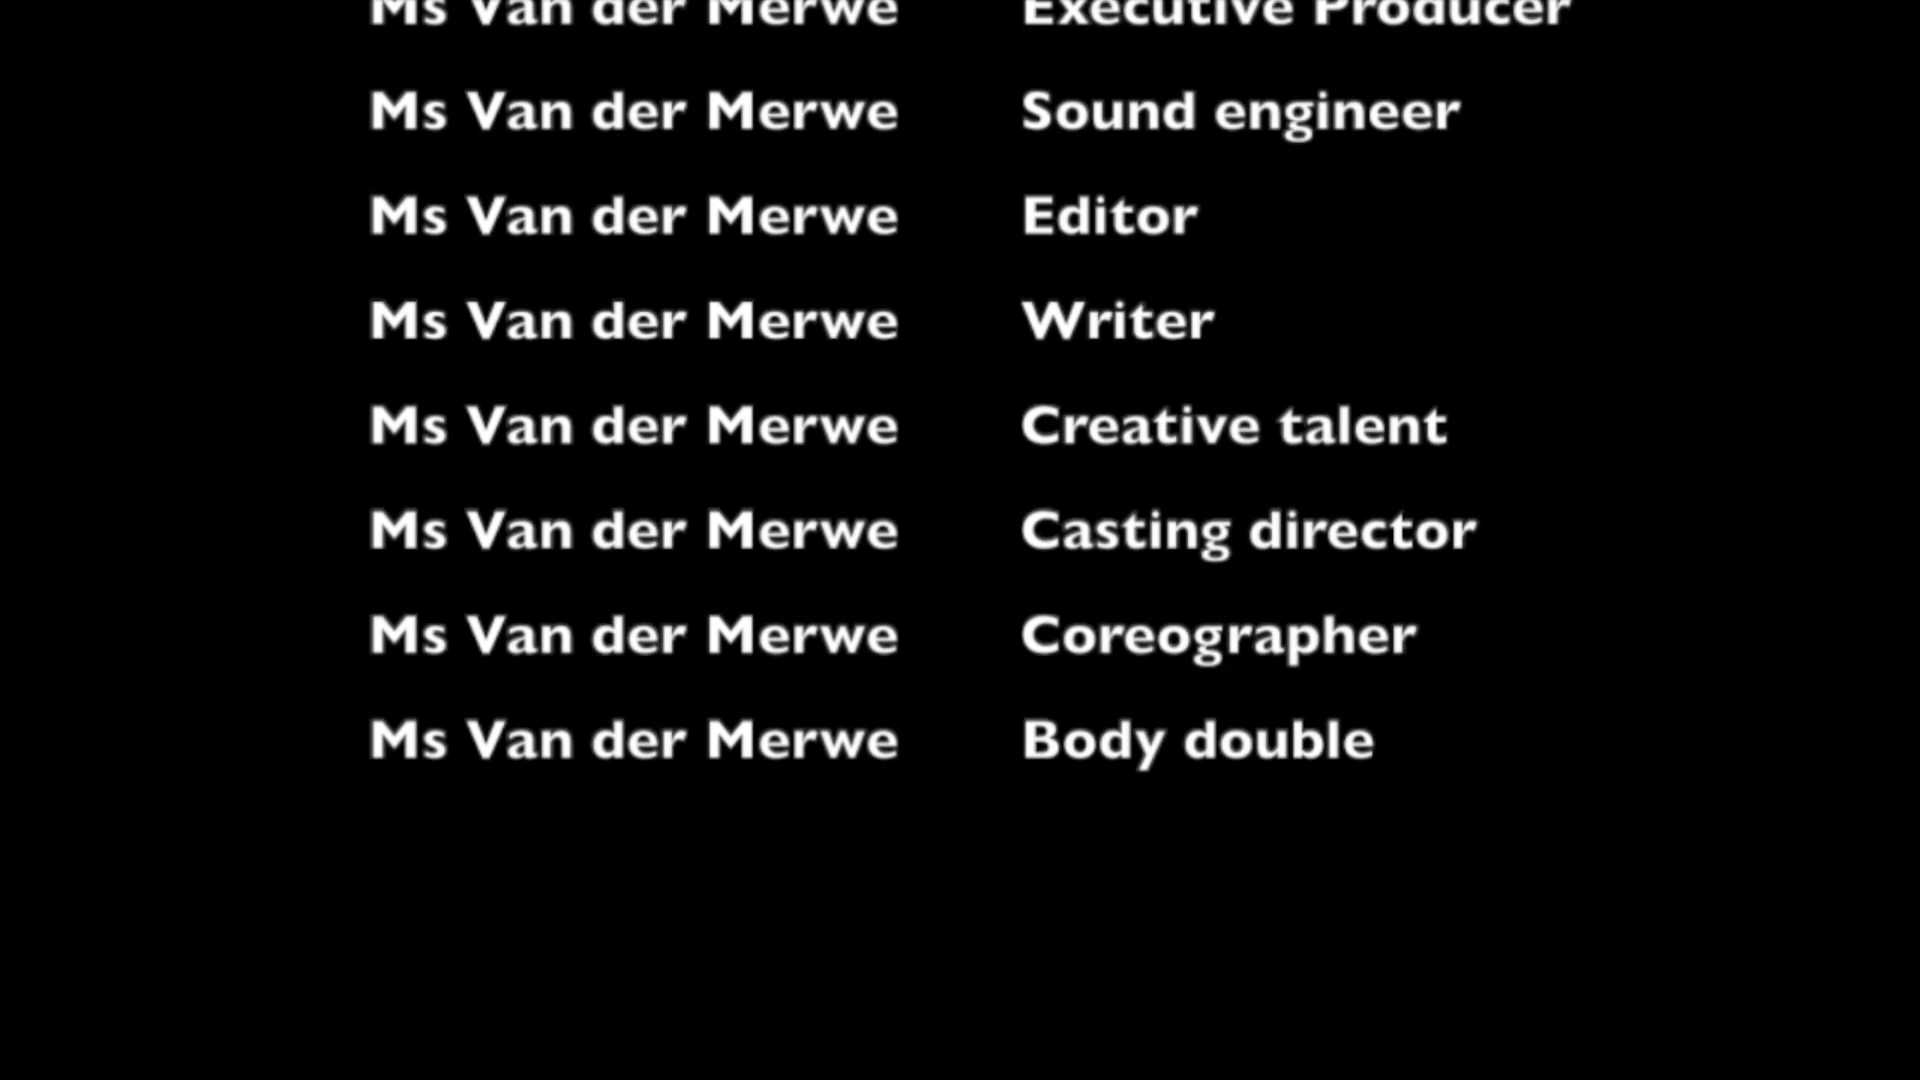 Ms Van der Merwe Executive Producer
Ms Van der Merwe Sound engineer
Ms Van der Merwe Editor
Ms Van der Merwe Writer
Ms Van der Merwe Creative talent
Ms Van der Merwe Casting director
Ms Van der Merwe Coreographer
Ms Van der Merwe Body double